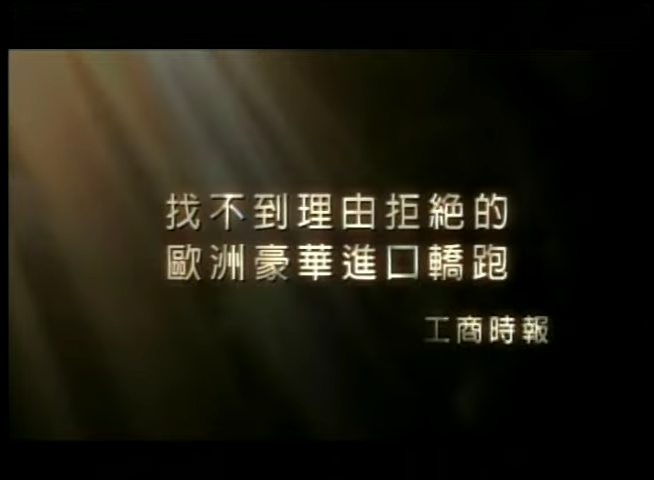 找不到理由拒絕的
歐洲豪華進口轎跑
工商時報